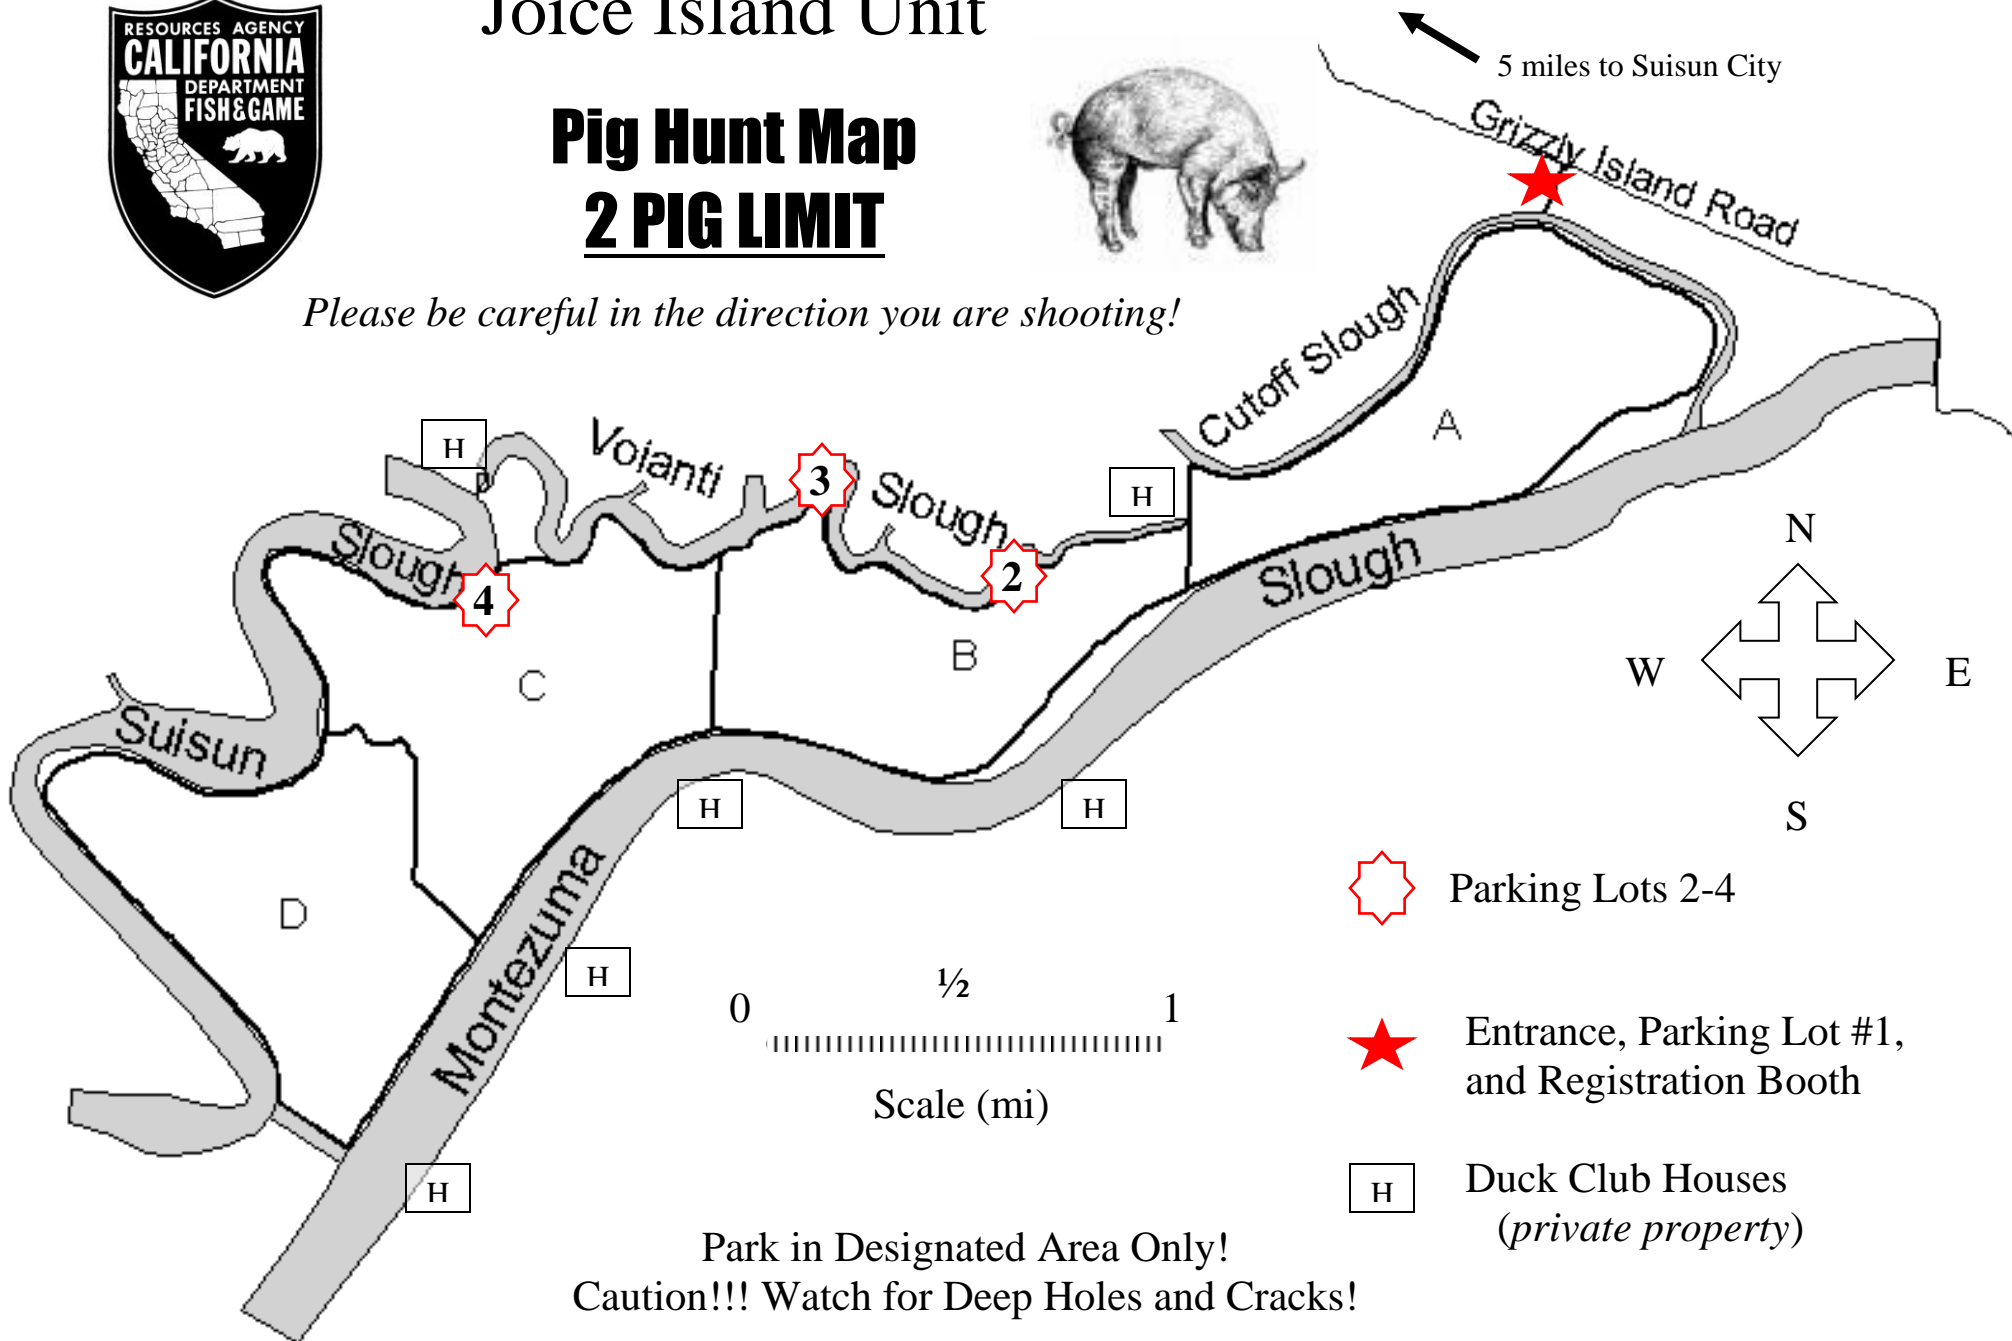 Joice Island Unit
RESOURCES AGENCY
CALIFORNIA
DEPARTMENT
FISH & GAME
Pig Hunt Map
2 PIG LIMIT
Please be careful in the direction you are shooting!
5 miles to Suisun City
Grizzly Island Road
Cutoff Slough
A
H
Voianti
3
Slough
H
2
Slough
4
Slough
B
C
Suisun
N
W
E
S
H
H
D
Montezuma
H
H
0
½
1
Scale (mi)
Parking Lots 2-4
Entrance, Parking Lot #1,
and Registration Booth
H
Duck Club Houses
(private property)
Park in Designated Area Only!
Caution!!! Watch for Deep Holes and Cracks!